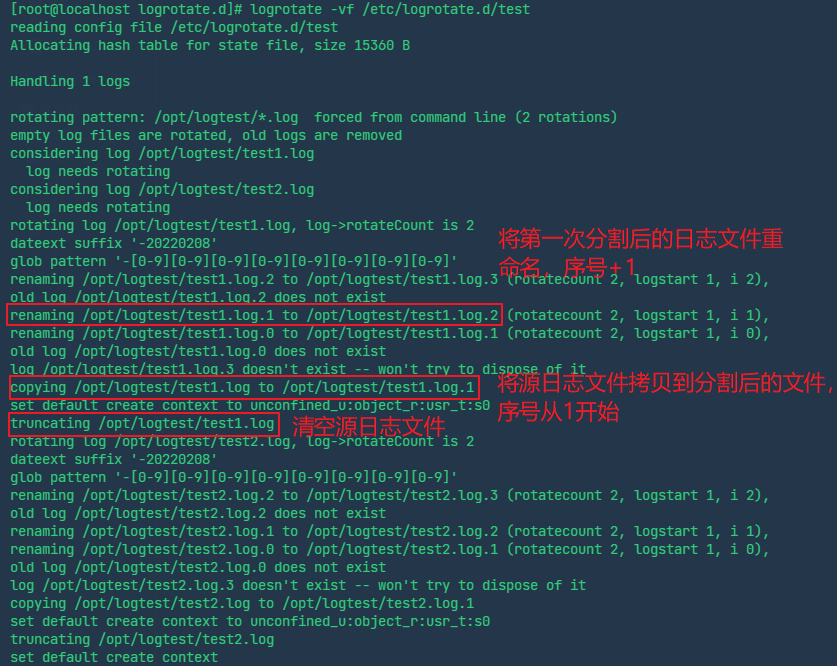 [root@localhost logrotate.d]# logrotate -vf /etc/logrotate.d/test
reading config file /etc/logrotate.d/test
Allocating hash table for state file, size 15360 B
Handling 1 logs
rotating pattern: /opt/logtest/*.log  forced from command line (2 rotations)
empty log files are rotated, old logs are removed
considering log /opt/logtest/test1.log
  log needs rotating
considering log /opt/logtest/test2.log
  log needs rotating
rotating log /opt/logtest/test1.log, log->rotateCount is 2
dateext suffix '-20220208'
将第一次分割后的日志文件重
命名，序号+1
glob pattern '-[0-9][0-9][0-9][0-9][0-9][0-9][0-9][0-9]'
renaming /opt/logtest/test1.log.2 to /opt/logtest/test1.log.3 (rotatecount 2, logstart 1, i 2),
old log /opt/logtest/test1.log.2 does not exist
renaming /opt/logtest/test1.log.1 to /opt/logtest/test1.log.2 (rotatecount 2, logstart 1, i 1),
renaming /opt/logtest/test1.log.0 to /opt/logtest/test1.log.1 (rotatecount 2, logstart 1, i 0),
old log /opt/logtest/test1.log.0 does not exist
log /opt/logtest/test1.log.3 doesn't exist -- won't try to dispose of it
copying /opt/logtest/test1.log to /opt/logtest/test1.log.1
将源日志文件拷贝到分割后的文件，
序号从1开始
set default create context to unconfined_u:object_r:usr_t:s0
truncating /opt/logtest/test1.log
清空源日志文件
rotating log /opt/logtest/test2.log, log->rotateCount is 2
dateext suffix '-20220208'
glob pattern '-[0-9][0-9][0-9][0-9][0-9][0-9][0-9][0-9]'
renaming /opt/logtest/test2.log.2 to /opt/logtest/test2.log.3 (rotatecount 2, logstart 1, i 2),
old log /opt/logtest/test2.log.2 does not exist
renaming /opt/logtest/test2.log.1 to /opt/logtest/test2.log.2 (rotatecount 2, logstart 1, i 1),
renaming /opt/logtest/test2.log.0 to /opt/logtest/test2.log.1 (rotatecount 2, logstart 1, i 0),
old log /opt/logtest/test2.log.0 does not exist
log /opt/logtest/test2.log.3 doesn't exist -- won't try to dispose of it
copying /opt/logtest/test2.log to /opt/logtest/test2.log.1
set default create context to unconfined_u:object_r:usr_t:s0
truncating /opt/logtest/test2.log
set default create context